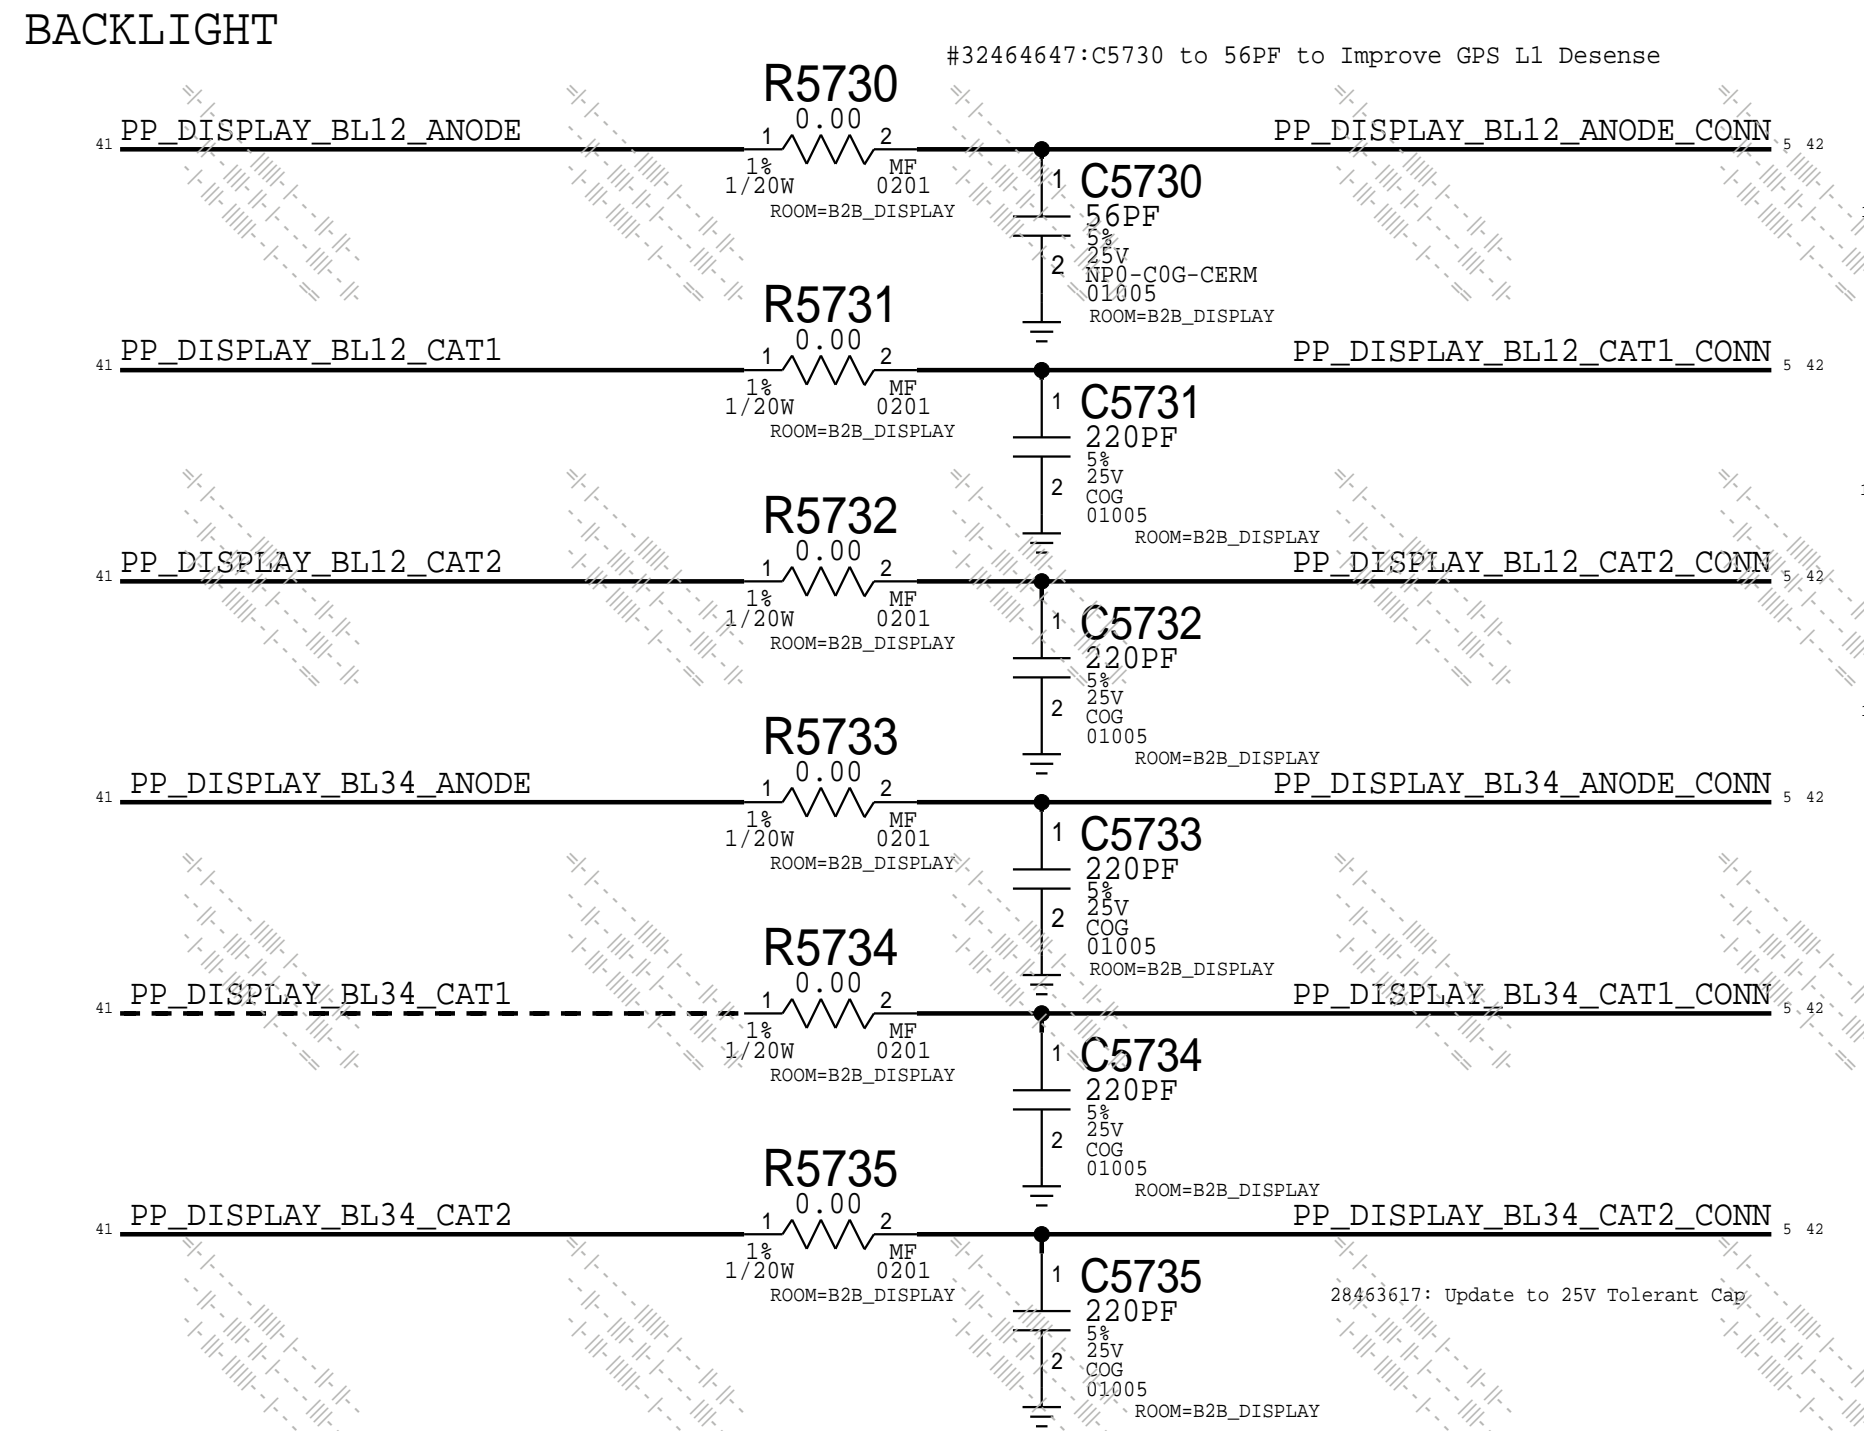 BACKLIGHT
#32464647:C5730 to 56PF to Improve GPS L1 Desense
R5730
0.00
41 PP_DISPLAY_BL12_ANODE 1 2 PP_DISPLAY_BL12_ANODE_CONN 5 42
1% MF
1/20W 0201
ROOM=B2B_DISPLAY
1 C5730
56PF
5%
25V
2 NP0-C0G-CERM
01005
ROOM=B2B_DISPLAY
R5731
0.00
41 PP_DISPLAY_BL12_CAT1 1 2 PP_DISPLAY_BL12_CAT1_CONN 5 42
1% MF
1/20W 0201
ROOM=B2B_DISPLAY
1 C5731
220PF
5%
25V
2 COG
01005
ROOM=B2B_DISPLAY
R5732
0.00
41 PP_DISPLAY_BL12_CAT2 1 2 PP_DISPLAY_BL12_CAT2_CONN 5 42
1% MF
1/20W 0201
ROOM=B2B_DISPLAY
1 C5732
220PF
5%
25V
2 COG
01005
ROOM=B2B_DISPLAY
R5733
0.00
41 PP_DISPLAY_BL34_ANODE 1 2 PP_DISPLAY_BL34_ANODE_CONN 5 42
1% MF
1/20W 0201
ROOM=B2B_DISPLAY
1 C5733
220PF
5%
25V
2 COG
01005
ROOM=B2B_DISPLAY
R5734
0.00
41 PP_DISPLAY_BL34_CAT1 1 2 PP_DISPLAY_BL34_CAT1_CONN 5 42
1% MF
1/20W 0201
ROOM=B2B_DISPLAY
1 C5734
220PF
5%
25V
2 COG
01005
ROOM=B2B_DISPLAY
R5735
0.00
41 PP_DISPLAY_BL34_CAT2 1 2 PP_DISPLAY_BL34_CAT2_CONN 5 42
1% MF
1/20W 0201
ROOM=B2B_DISPLAY
1 C5735
220PF
5%
25V
2 COG
01005
ROOM=B2B_DISPLAY
28463617: Update to 25V Tolerant Cap